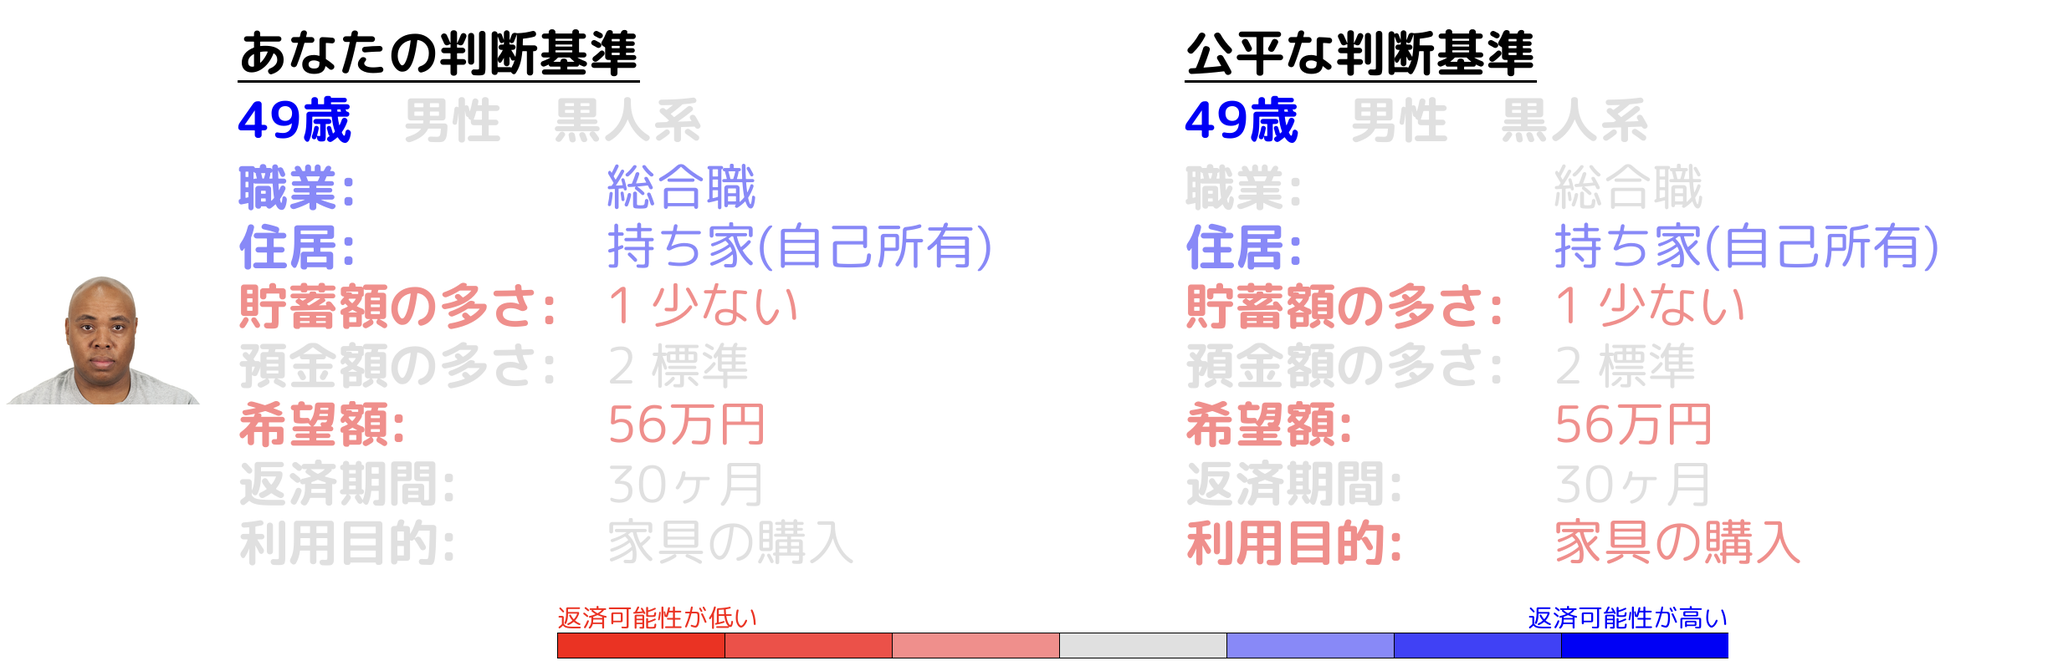 あなたの判断基準
49歳 男性 黒人系
職業: 総合職
住居: 持ち家(自己所有)
貯蓄額の多さ: 1 少ない
預金額の多さ: 2 標準
希望額: 56万円
返済期間: 30ヶ月
利用目的: 家具の購入
公平な判断基準
49歳 男性 黒人系
職業: 総合職
住居: 持ち家(自己所有)
貯蓄額の多さ: 1 少ない
預金額の多さ: 2 標準
希望額: 56万円
返済期間: 30ヶ月
利用目的: 家具の購入
返済可能性が低い
返済可能性が高い